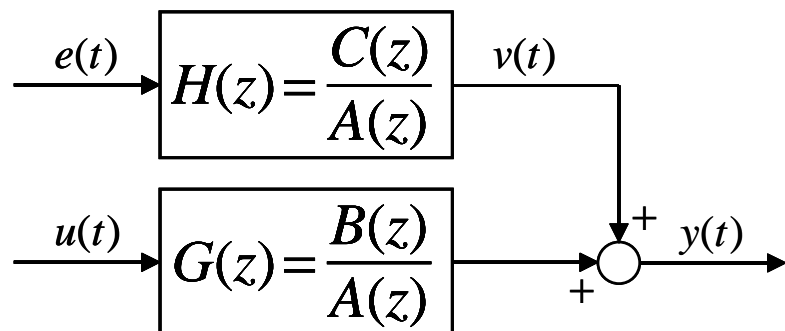 e(t)
H(z) = C(z)/A(z)
v(t)
+
u(t)
G(z) = B(z)/A(z)
+
y(t)